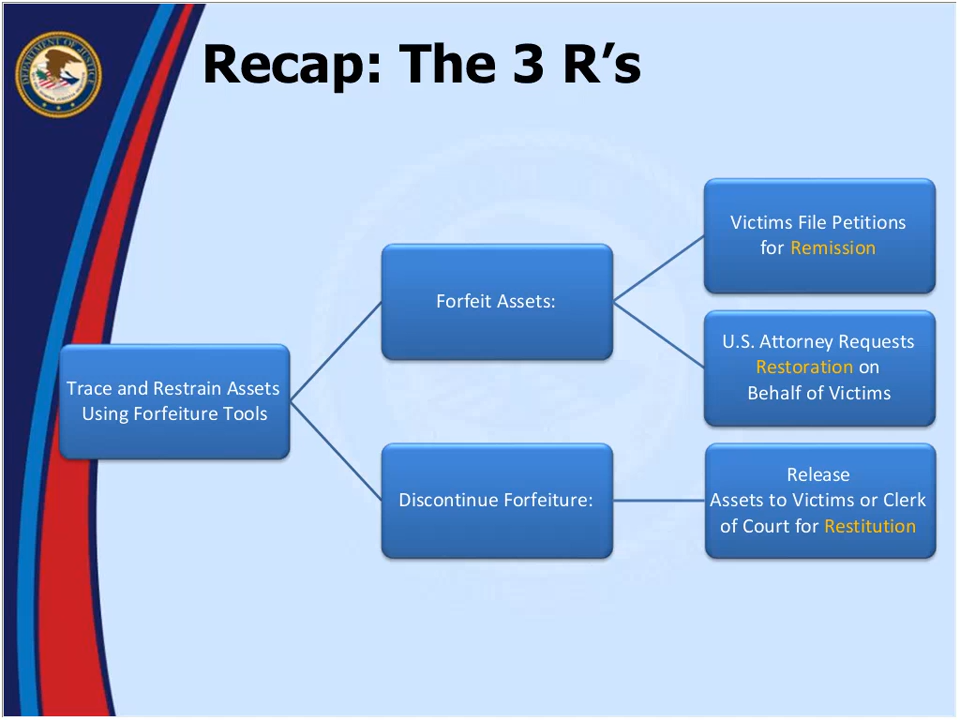 Recap: The 3 R’s
Trace and Restrain Assets
Using Forfeiture Tools
Forfeit Assets:
Victims File Petitions
for Remission
U.S. Attorney Requests
Restoration on
Behalf of Victims
Discontinue Forfeiture:
Release
Assets to Victims or Clerk
of Court for Restitution